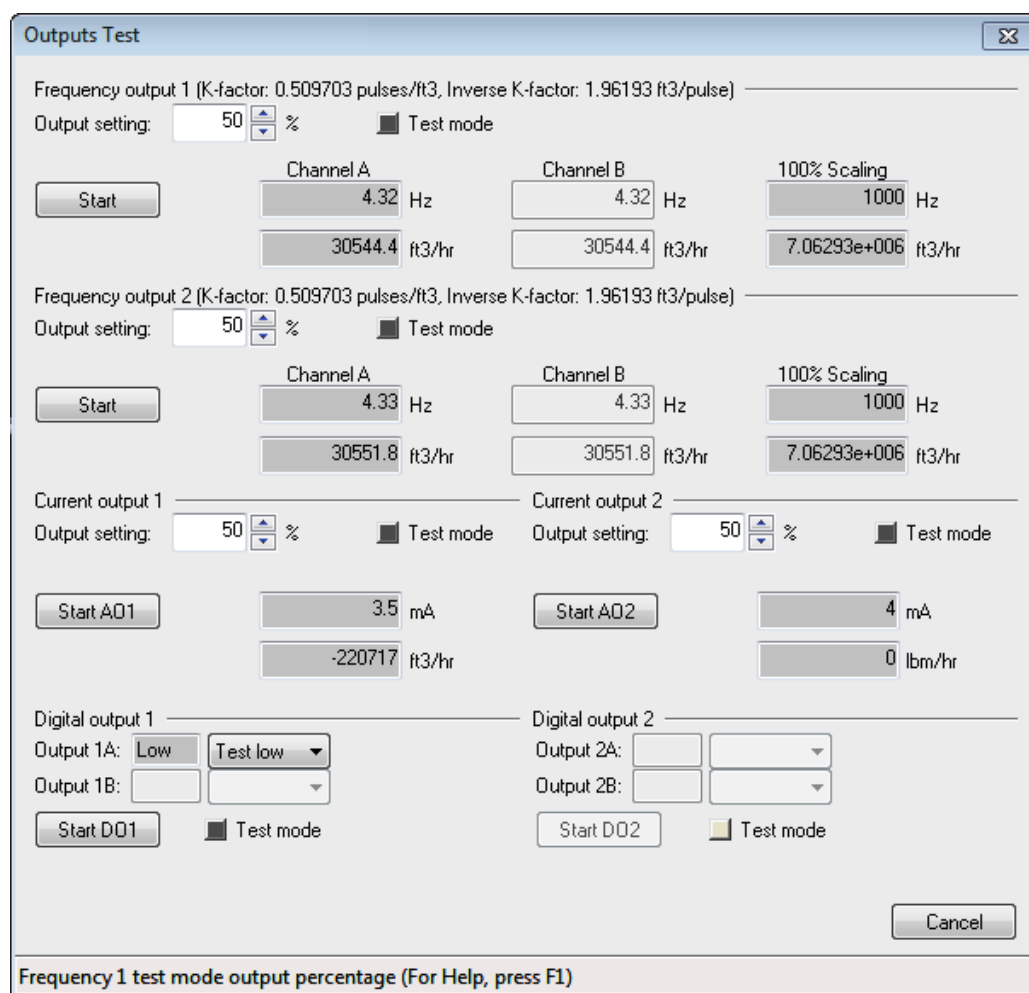 Outputs Test
Frequency output 1 (K-factor: 0.509703 pulses/ft3, Inverse K-factor: 1.96193 ft3/pulse)
Output setting: 50 % Test mode
Channel A Channel B 100% Scaling
Start 4.32 Hz 4.32 Hz 1000 Hz
30544.4 ft3/hr 30544.4 ft3/hr 7.06293e+006 ft3/hr
Frequency output 2 (K-factor: 0.509703 pulses/ft3, Inverse K-factor: 1.96193 ft3/pulse)
Output setting: 50 % Test mode
Channel A Channel B 100% Scaling
Start 4.33 Hz 4.33 Hz 1000 Hz
30551.8 ft3/hr 30551.8 ft3/hr 7.06293e+006 ft3/hr
Current output 1 Current output 2
Output setting: 50 % Test mode Output setting: 50 % Test mode
Start AO1 3.5 mA Start AO2 4 mA
-220717 ft3/hr 0 lbm/hr
Digital output 1 Digital output 2
Output 1A: Low Test low Output 2A:
Output 1B: Output 2B:
Start DO1 Test mode Start DO2 Test mode
Cancel
Frequency 1 test mode output percentage (For Help, press F1)